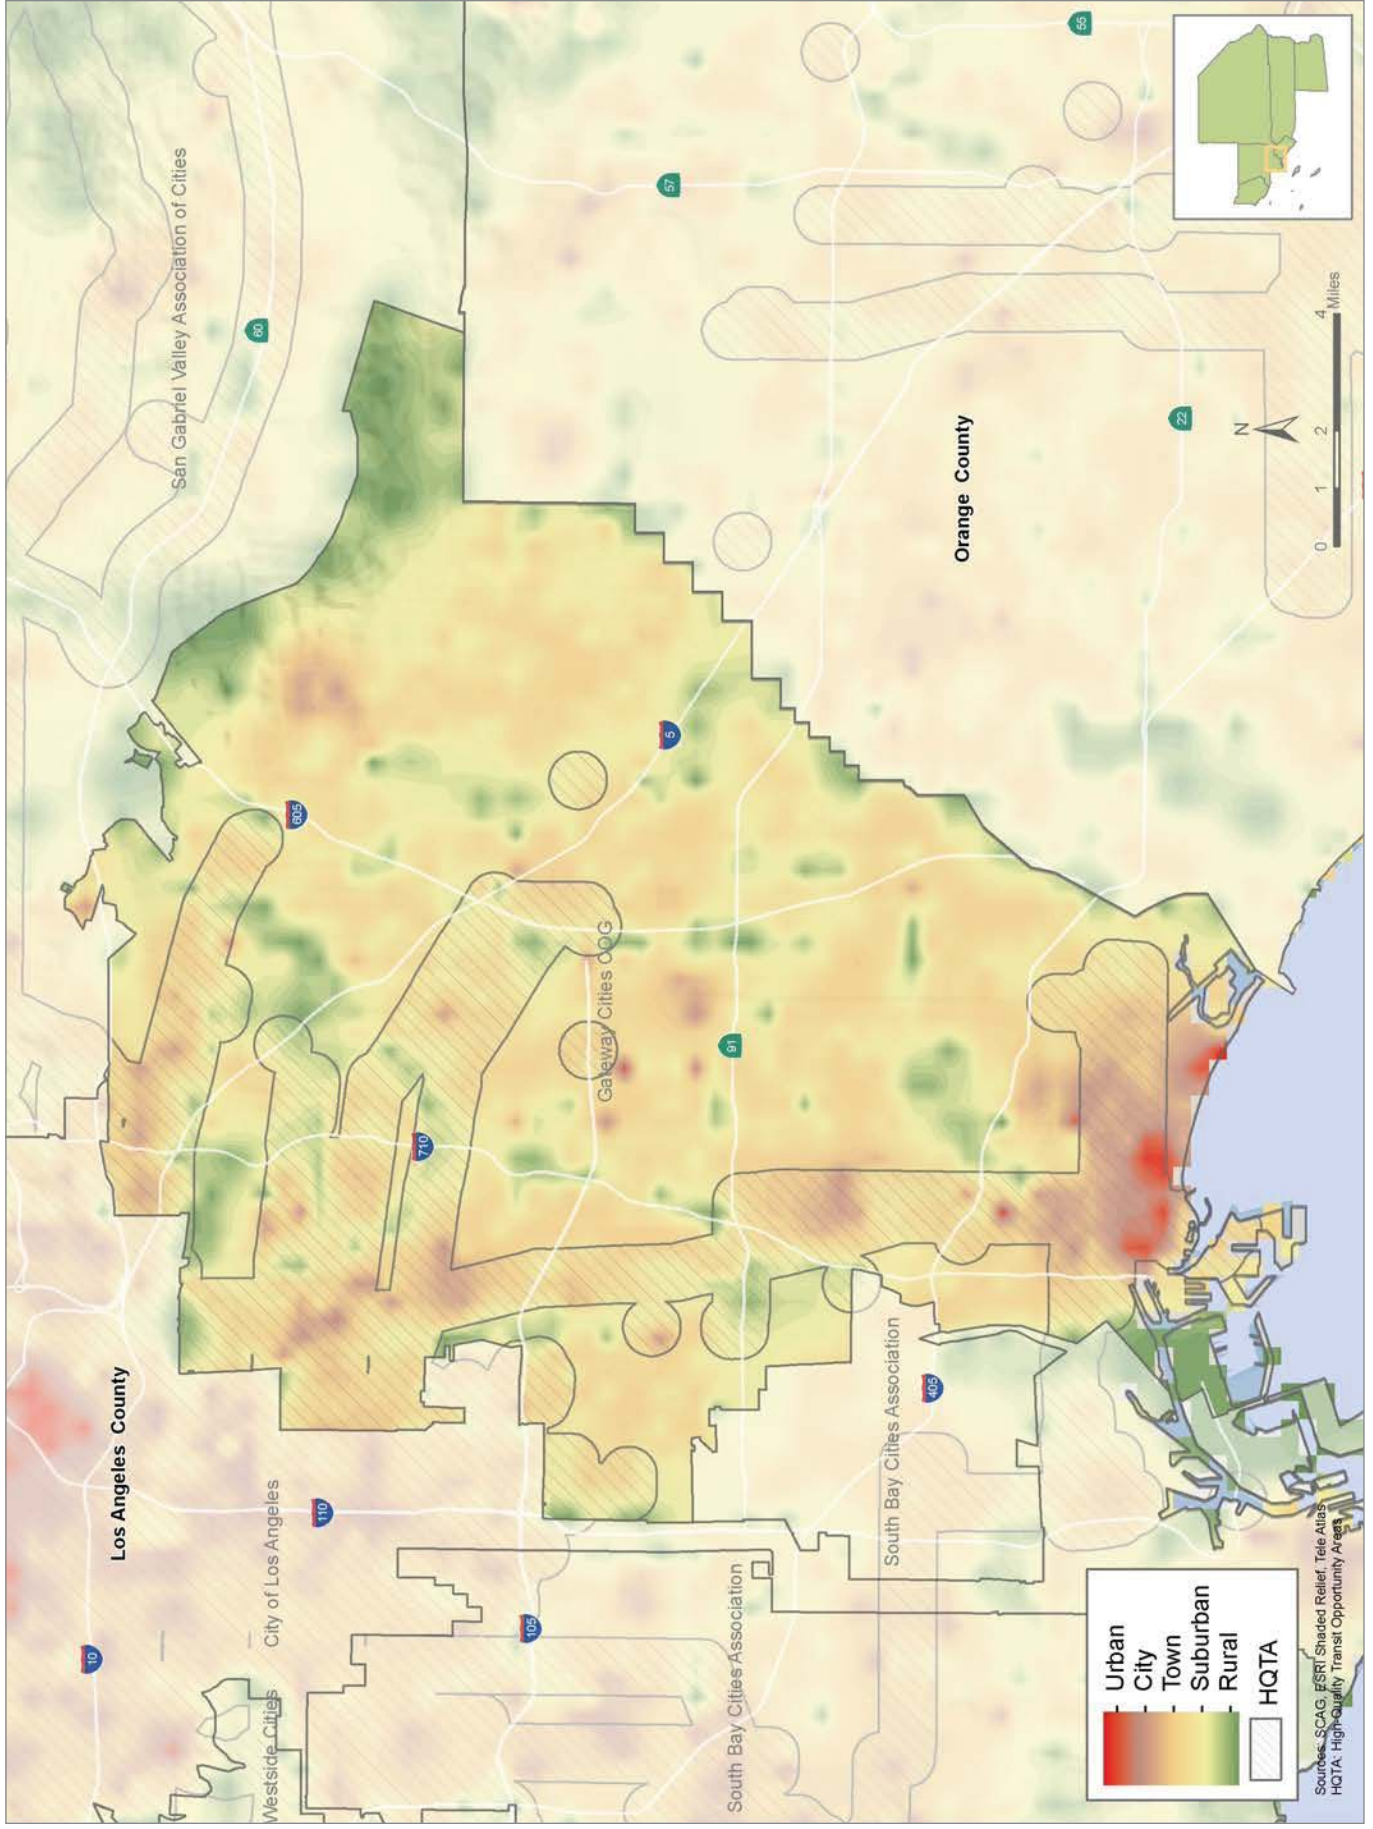 San Gabriel Valley Association of Cities
60
57
55
Orange County
22
N
0 1 2 4
Miles
605
5
Gateway Cities COG
91
710
Los Angeles County
10
110
City of Los Angeles
Westside Cities
105
South Bay Cities Association
405
South Bay Cities Association
Urban
City
Town
Suburban
Rural
HQTA
Sources: SCAG, ESRI Shaded Relief, Tele Atlas
HQTA: High-Quality Transit Opportunity Areas